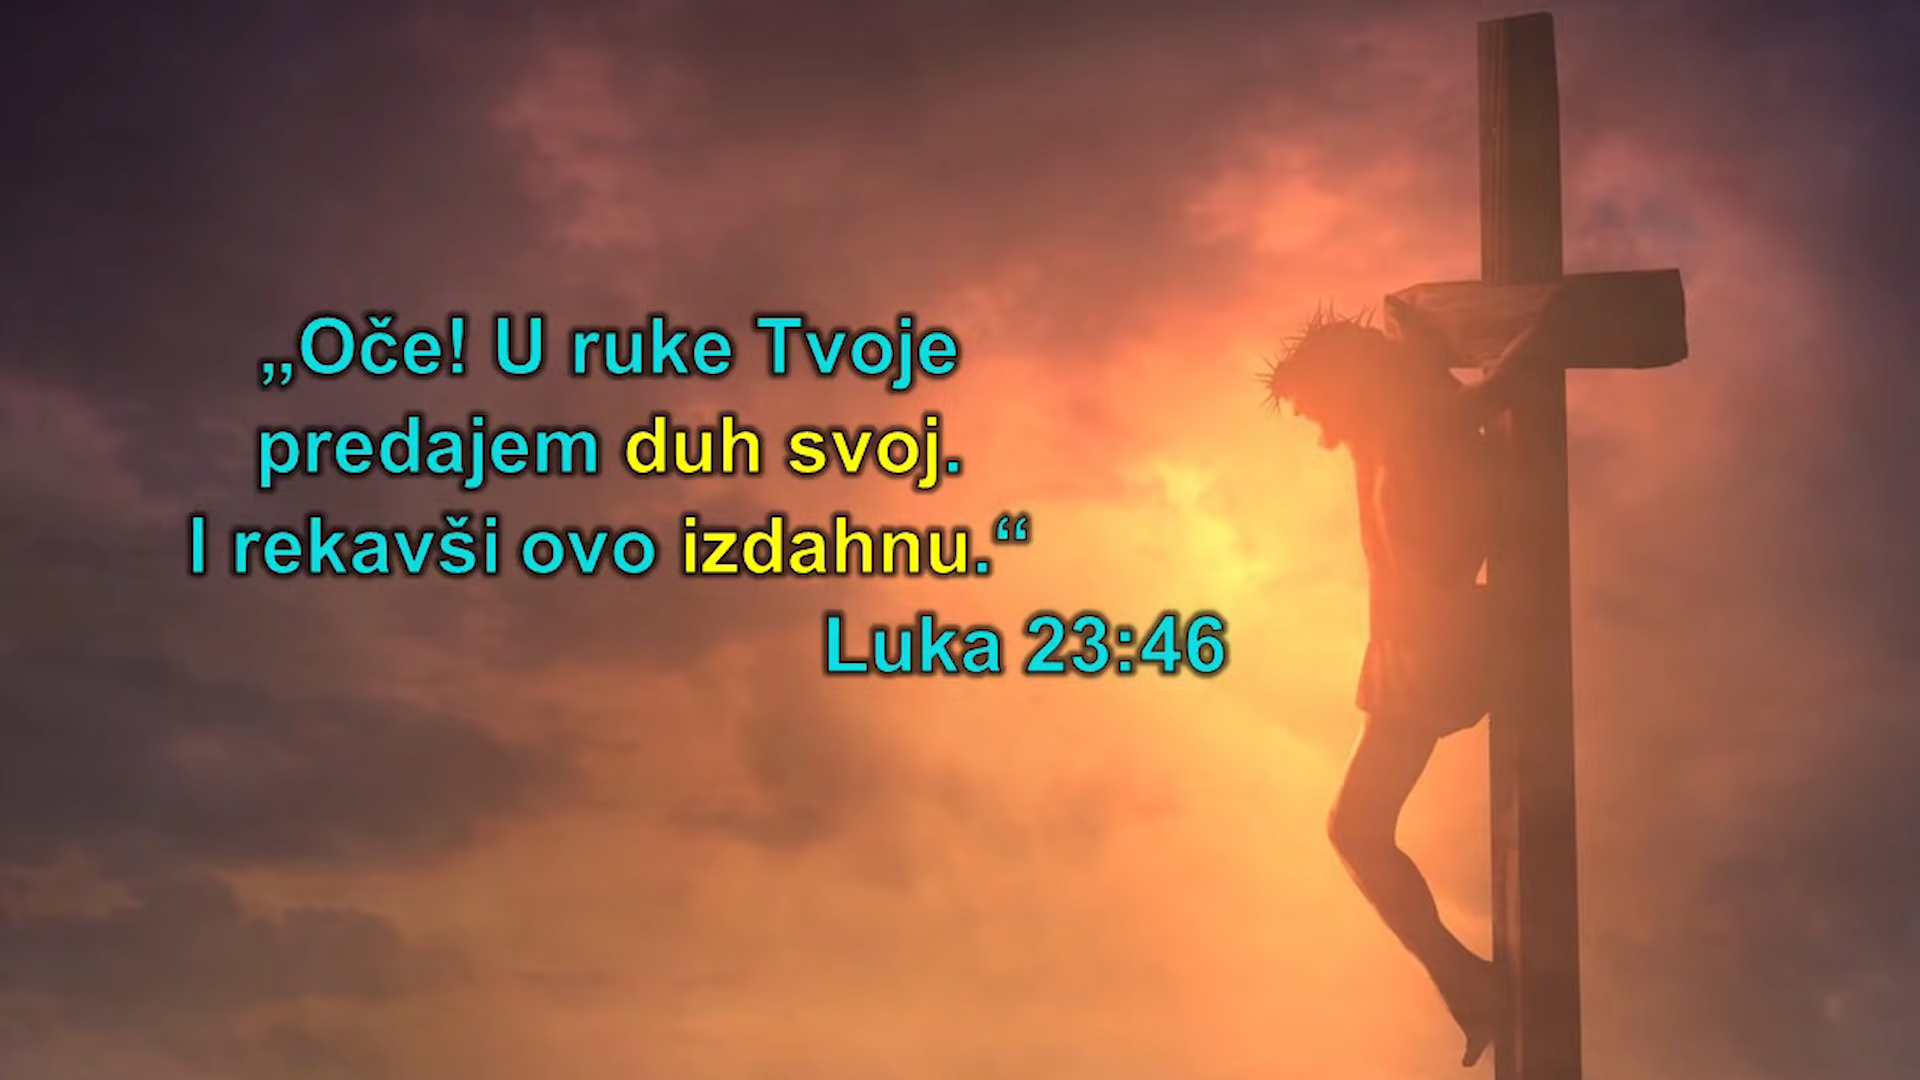 „Oče! U ruke Tvoje
predajem duh svoj.
I rekavši ovo izdahnu.“
Luka 23:46